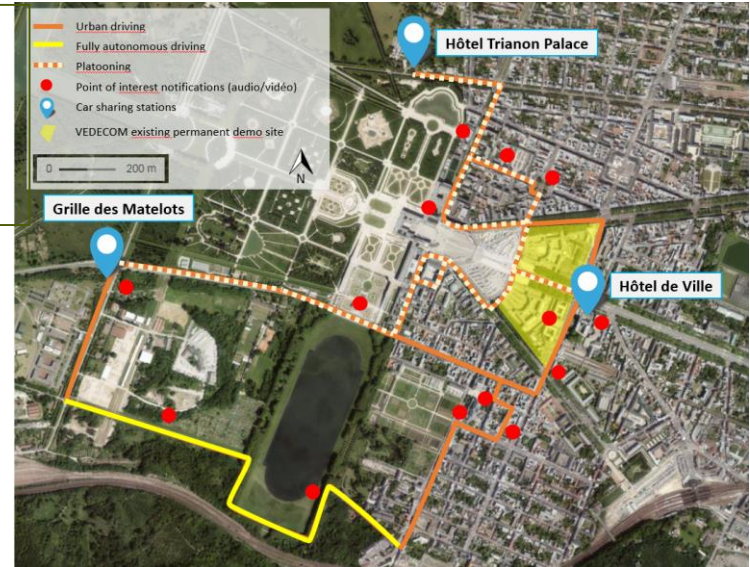 Urban driving
Fully autonomous driving
Platooning
Point of interest notifications (audio/vidéo)
Car sharing stations
VEDECOM existing permanent demo site
0 200 m
N
Hôtel Trianon Palace
Grille des Matelots
Hôtel de Ville